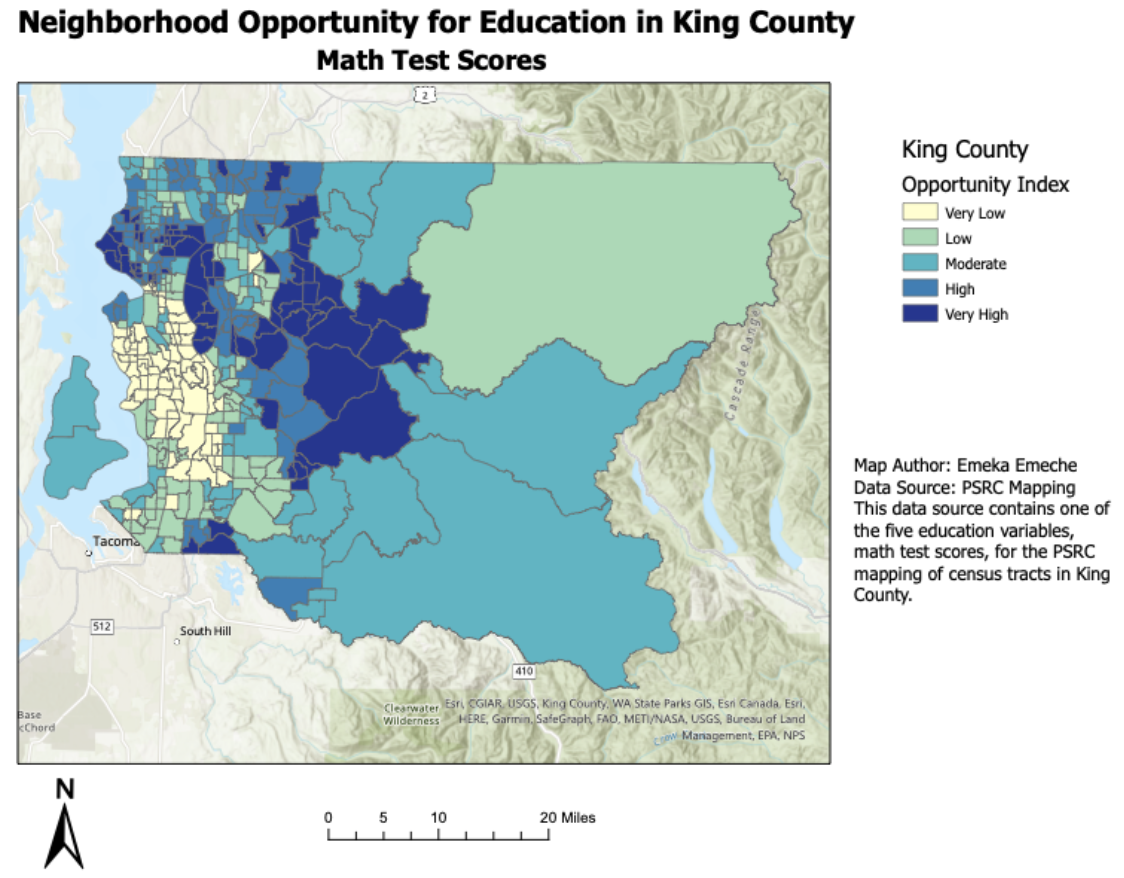 Neighborhood Opportunity for Education in King County
Math Test Scores
2
King County
Opportunity Index
Very Low
Low
Moderate
High
Very High
Cascade Range
Map Author: Emeka Emeche
Data Source: PSRC Mapping
This data source contains one of
the five education variables,
math test scores, for the PSRC
mapping of census tracts in King
County.
Tacoma
512
South Hill
410
Base
cChord
Clearwater
Wilderness
Esri, CGIAR, USGS, King County, WA State Parks GIS, Esri Canada, Esri,
HERE, Garmin, SafeGraph, FAO, METI/NASA, USGS, Bureau of Land
Management, EPA, NPS
N
0 5 10 20 Miles